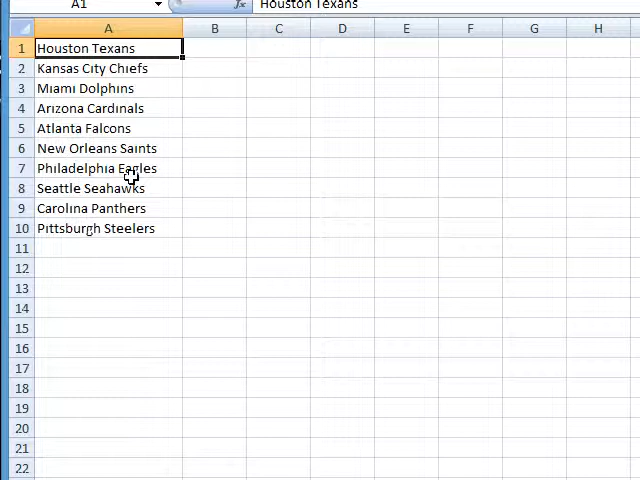 A1 fx Houston Texans
A B C D E F G H
1 Houston Texans
2 Kansas City Chiefs
3 Miami Dolphins
4 Arizona Cardinals
5 Atlanta Falcons
6 New Orleans Saints
7 Philadelphia Eagles
8 Seattle Seahawks
9 Carolina Panthers
10 Pittsburgh Steelers
11
12
13
14
15
16
17
18
19
20
21
22